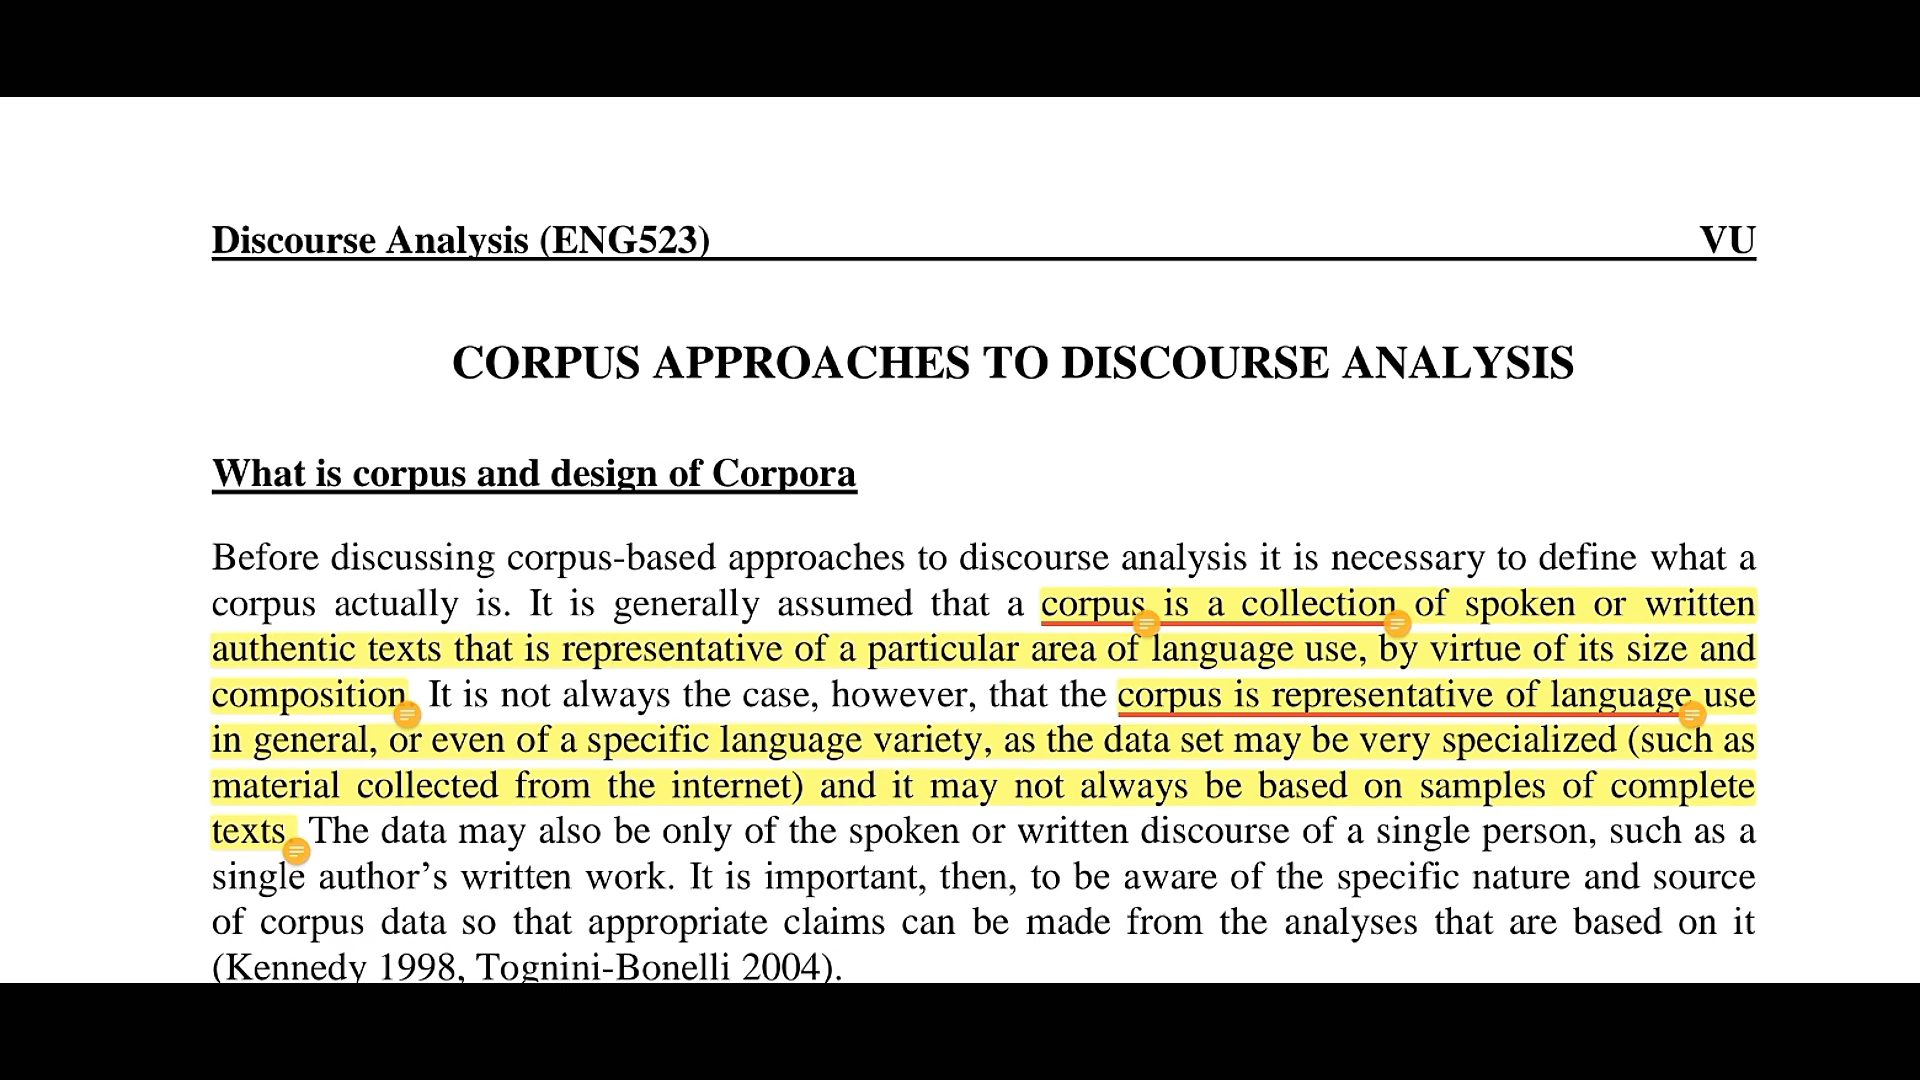 Discourse Analysis (ENG523) VU
CORPUS APPROACHES TO DISCOURSE ANALYSIS
What is corpus and design of Corpora
Before discussing corpus-based approaches to discourse analysis it is necessary to define what a
corpus actually is. It is generally assumed that a corpus is a collection of spoken or written
authentic texts that is representative of a particular area of language use, by virtue of its size and
composition. It is not always the case, however, that the corpus is representative of language use
in general, or even of a specific language variety, as the data set may be very specialized (such as
material collected from the internet) and it may not always be based on samples of complete
texts. The data may also be only of the spoken or written discourse of a single person, such as a
single author’s written work. It is important, then, to be aware of the specific nature and source
of corpus data so that appropriate claims can be made from the analyses that are based on it
(Kennedy 1998, Tognini-Bonelli 2004).